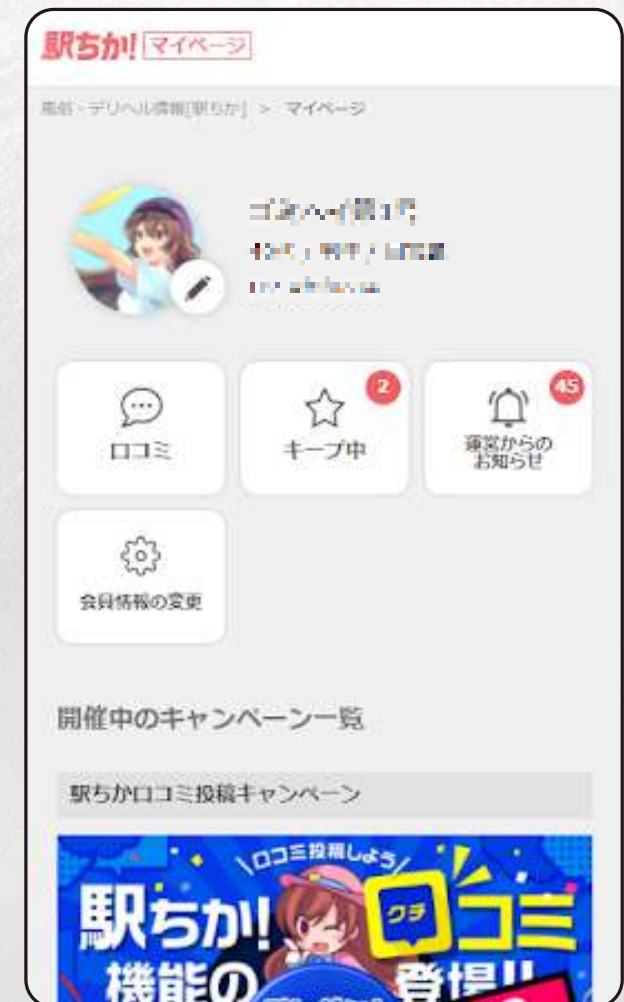 駅ちか! マイページ
風俗・デリヘル情報[駅ちか] > マイページ
口コミ
2
キープ中
45
運営からの
お知らせ
会員情報の変更
開催中のキャンペーン一覧
駅ちか口コミ投稿キャンペーン
\口コミ投稿しよう/
駅ちか! クチコミ
機能の 登場!!